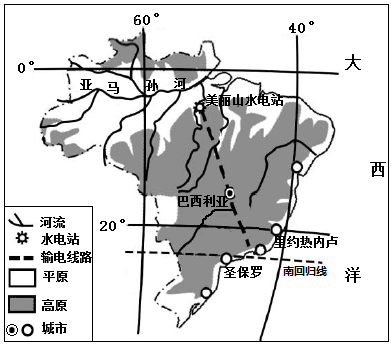 60°
40°
0°
大
亚马孙河
美丽山水电站
西
巴西利亚
20°
里约热内卢
圣保罗
南回归线
洋
河流
水电站
输电线路
平原
高原
城市